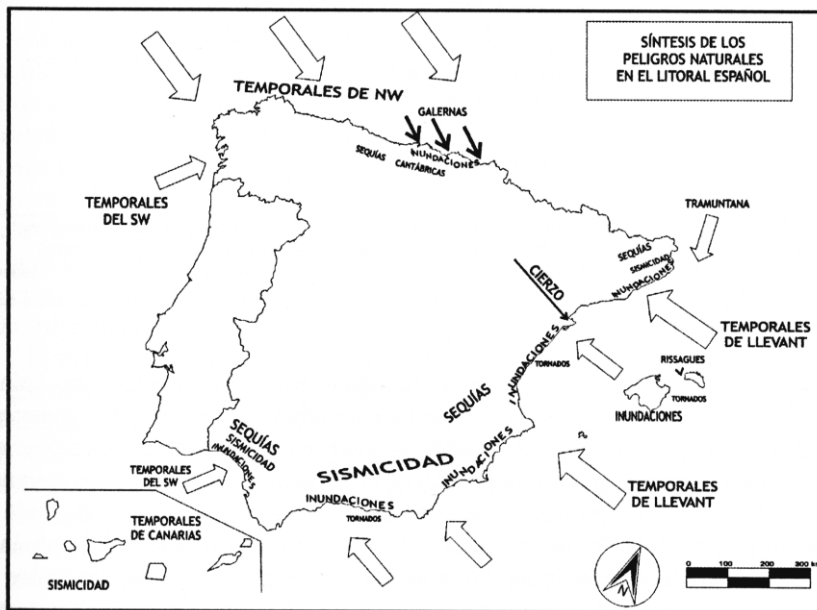 SÍNTESIS DE LOS
PELIGROS NATURALES
EN EL LITORAL ESPAÑOL
TEMPORALES DE NW
GALERNAS
INUNDACIONES
SEQUÍAS
CANTÁBRICAS
TEMPORALES
DEL SW
TRAMUNTANA
SEQUÍAS
SISMICIDAD
INUNDACIONES
CIERZO
TEMPORALES
DE LLEVANT
INUNDACIONES
TORNADOS
RISSAGUES
TORNADOS
INUNDACIONES
SEQUÍAS
SEQUÍAS
SISMICIDAD
INUNDACIONES
SISMICIDAD
INUNDACIONES
TEMPORALES
DEL SW
INUNDACIONES
TORNADOS
TEMPORALES
DE LLEVANT
TEMPORALES
DE CANARIAS
SISMICIDAD
N
0 100 200 300 km